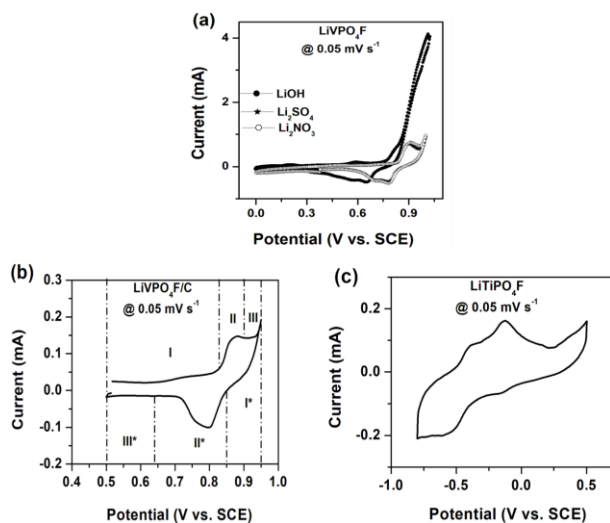 (a)
LiVPO₄F
@ 0.05 mV s⁻¹
LiOH
Li₂SO₄
Li₂NO₃
4
2
0
0.0 0.3 0.6 0.9
Current (mA)
Potential (V vs. SCE)
(b)
LiVPO₄F/C
@ 0.05 mV s⁻¹
II III
I
I*
III* II*
0.3
0.2
0.1
0.0
-0.1
-0.2
0.4 0.5 0.6 0.7 0.8 0.9 1.0
Current (mA)
Potential (V vs. SCE)
(c)
LiTiPO₄F
@ 0.05 mV s⁻¹
0.2
0.0
-0.2
-1.0 -0.5 0.0 0.5
Current (mA)
Potential (V vs. SCE)